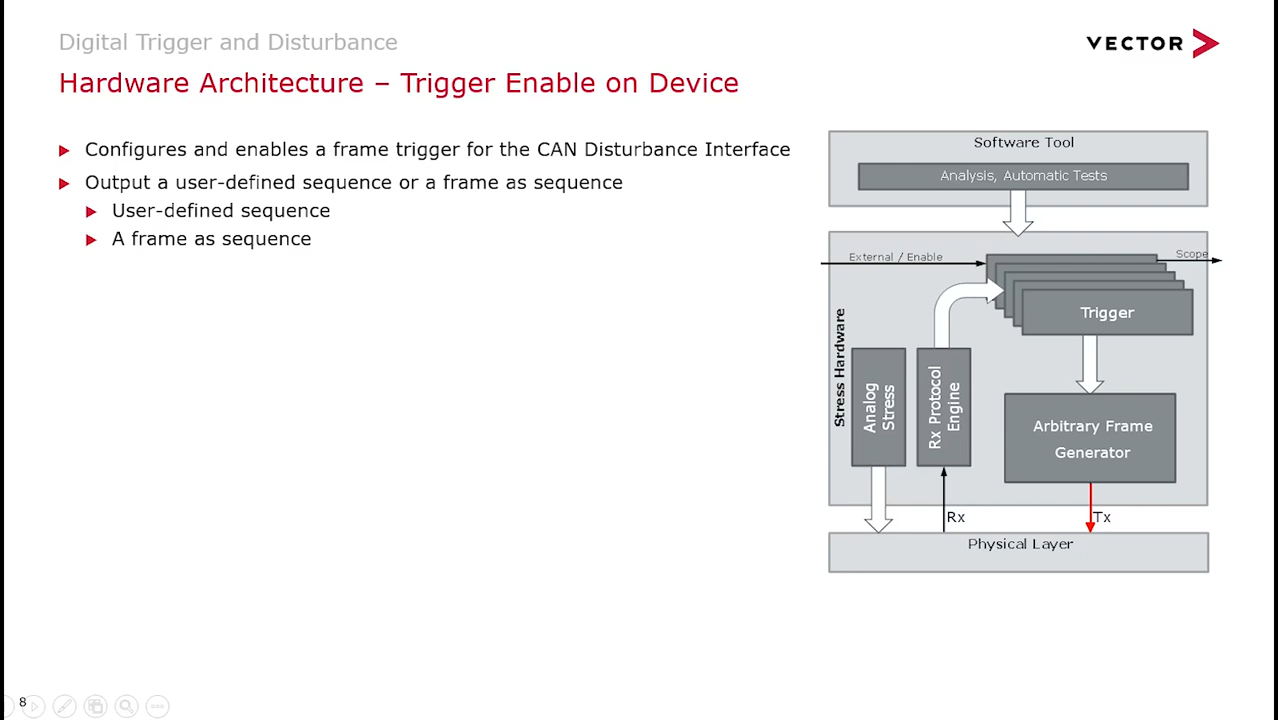 Digital Trigger and Disturbance
VECTOR
Hardware Architecture – Trigger Enable on Device
Configures and enables a frame trigger for the CAN Disturbance Interface
Output a user-defined sequence or a frame as sequence
User-defined sequence
A frame as sequence
Software Tool
Analysis, Automatic Tests
External / Enable
Scope
Trigger
Stress Hardware
Analog
Stress
Rx Protocol
Engine
Arbitrary Frame
Generator
Rx
Tx
Physical Layer
8